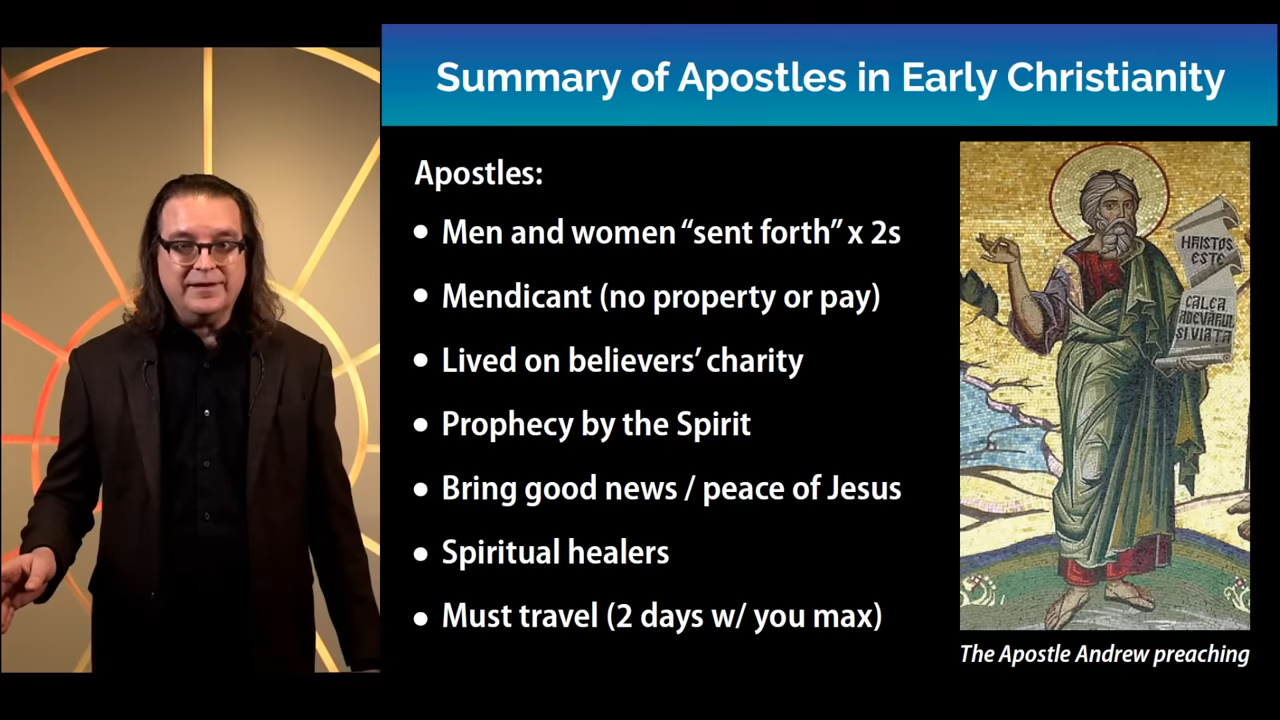 Summary of Apostles in Early Christianity
Apostles:
• Men and women “sent forth” x 2s
• Mendicant (no property or pay)
• Lived on believers’ charity
• Prophecy by the Spirit
• Bring good news / peace of Jesus
• Spiritual healers
• Must travel (2 days w/ you max)
HRISTOS
ESTE
CALEA
ADEVĂRUL
SI VIATA
The Apostle Andrew preaching